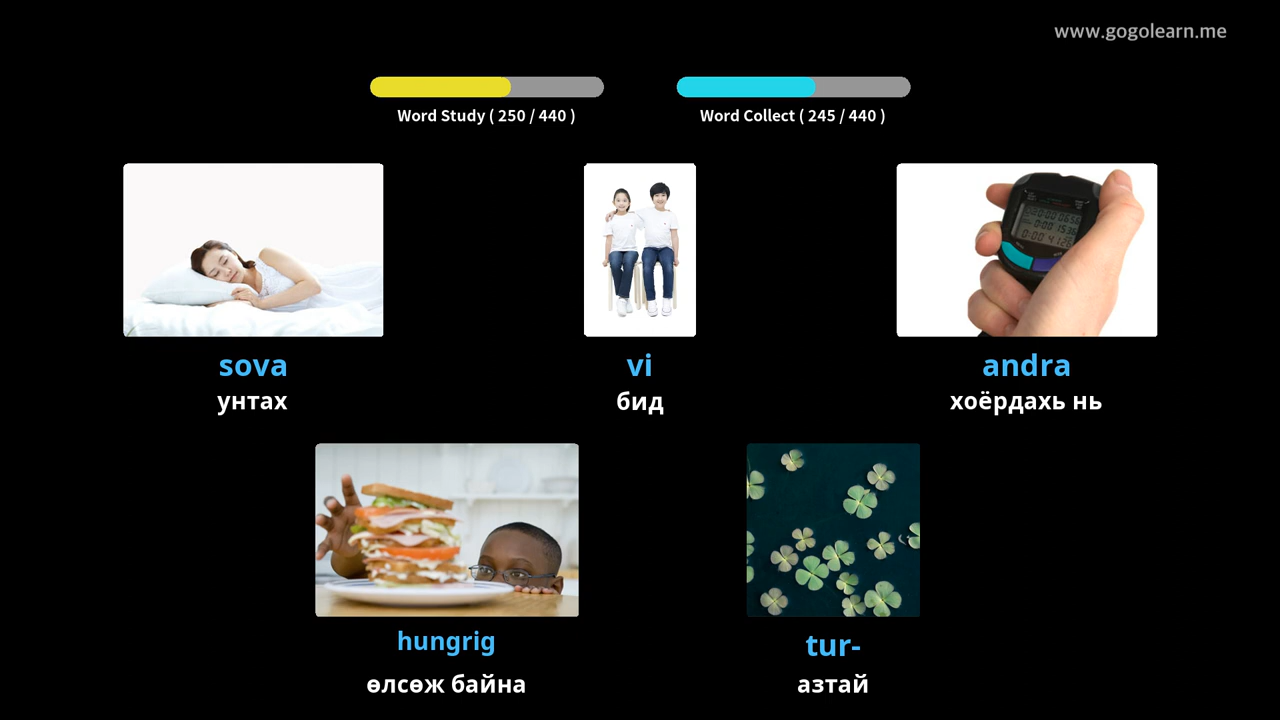 www.gogolearn.me
Word Study ( 250 / 440 )
Word Collect ( 245 / 440 )
sova
унтах
vi
бид
andra
хоёрдахь нь
hungrig
өлсөж байна
tur-
азтай